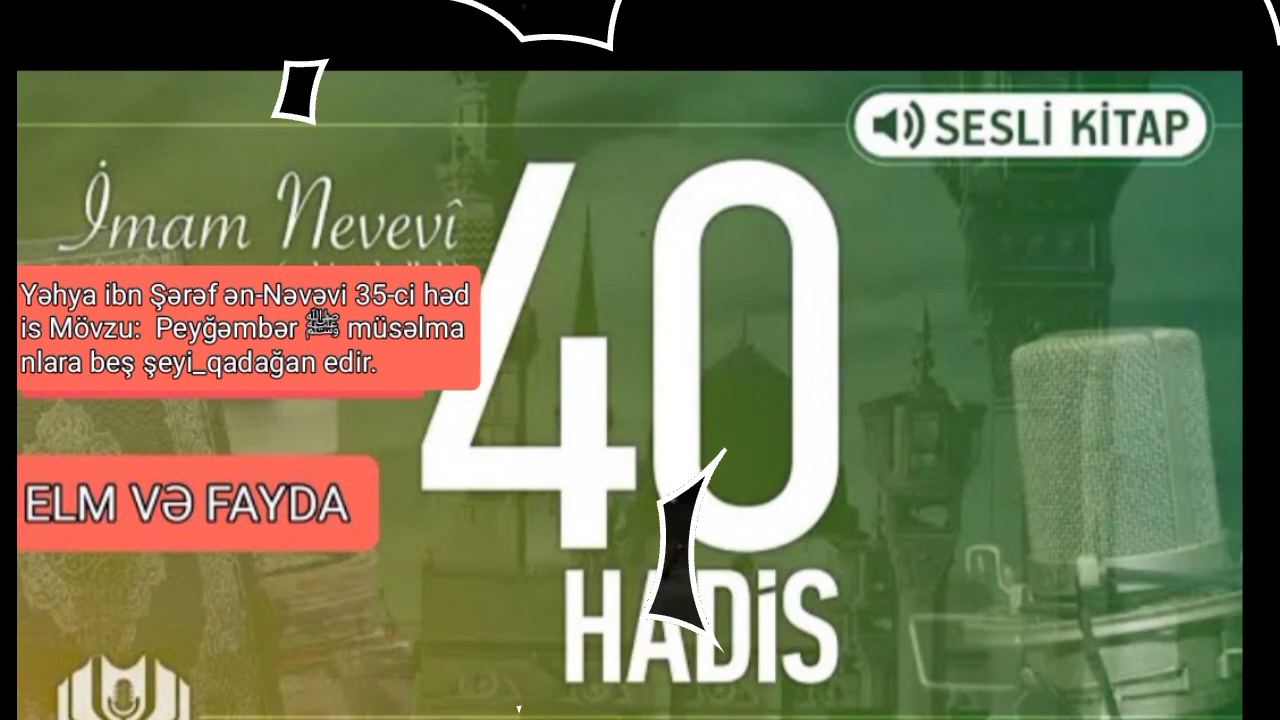 SESLİ KİTAP
İmam Nevevî
40
HADİS
Yəhya ibn Şərəf ən-Nəvəvi 35-ci həd
is Mövzu:  Peyğəmbər ﷺ müsəlma
nlara beş şeyi_qadağan edir.
ELM VƏ FAYDA